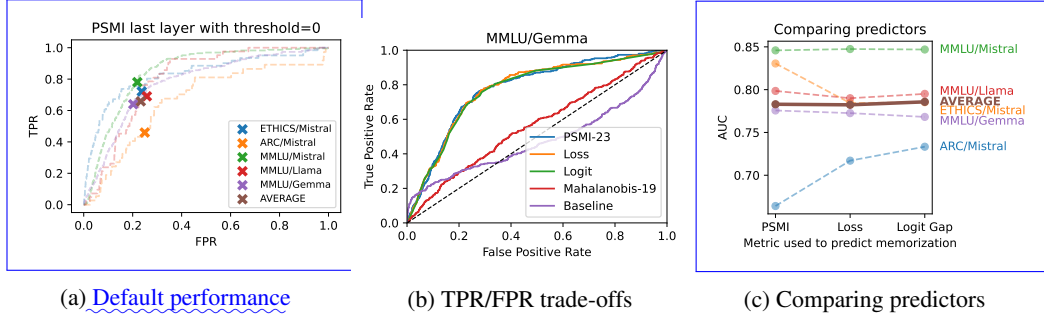 PSMI last layer with threshold=0
TPR
1.0
0.8
0.6
0.4
0.2
0.0
0.0 0.2 0.4 0.6 0.8 1.0
FPR
ETHICS/Mistral
ARC/Mistral
MMLU/Mistral
MMLU/Llama
MMLU/Gemma
AVERAGE
(a) Default performance
MMLU/Gemma
True Positive Rate
1.0
0.8
0.6
0.4
0.2
0.0
0.0 0.2 0.4 0.6 0.8 1.0
False Positive Rate
PSMI-23
Loss
Logit
Mahalanobis-19
Baseline
(b) TPR/FPR trade-offs
Comparing predictors
AUC
0.85
0.80
0.75
0.70
PSMI Loss Logit Gap
Metric used to predict memorization
MMLU/Mistral
MMLU/Llama
AVERAGE
ETHICS/Mistral
MMLU/Gemma
ARC/Mistral
(c) Comparing predictors